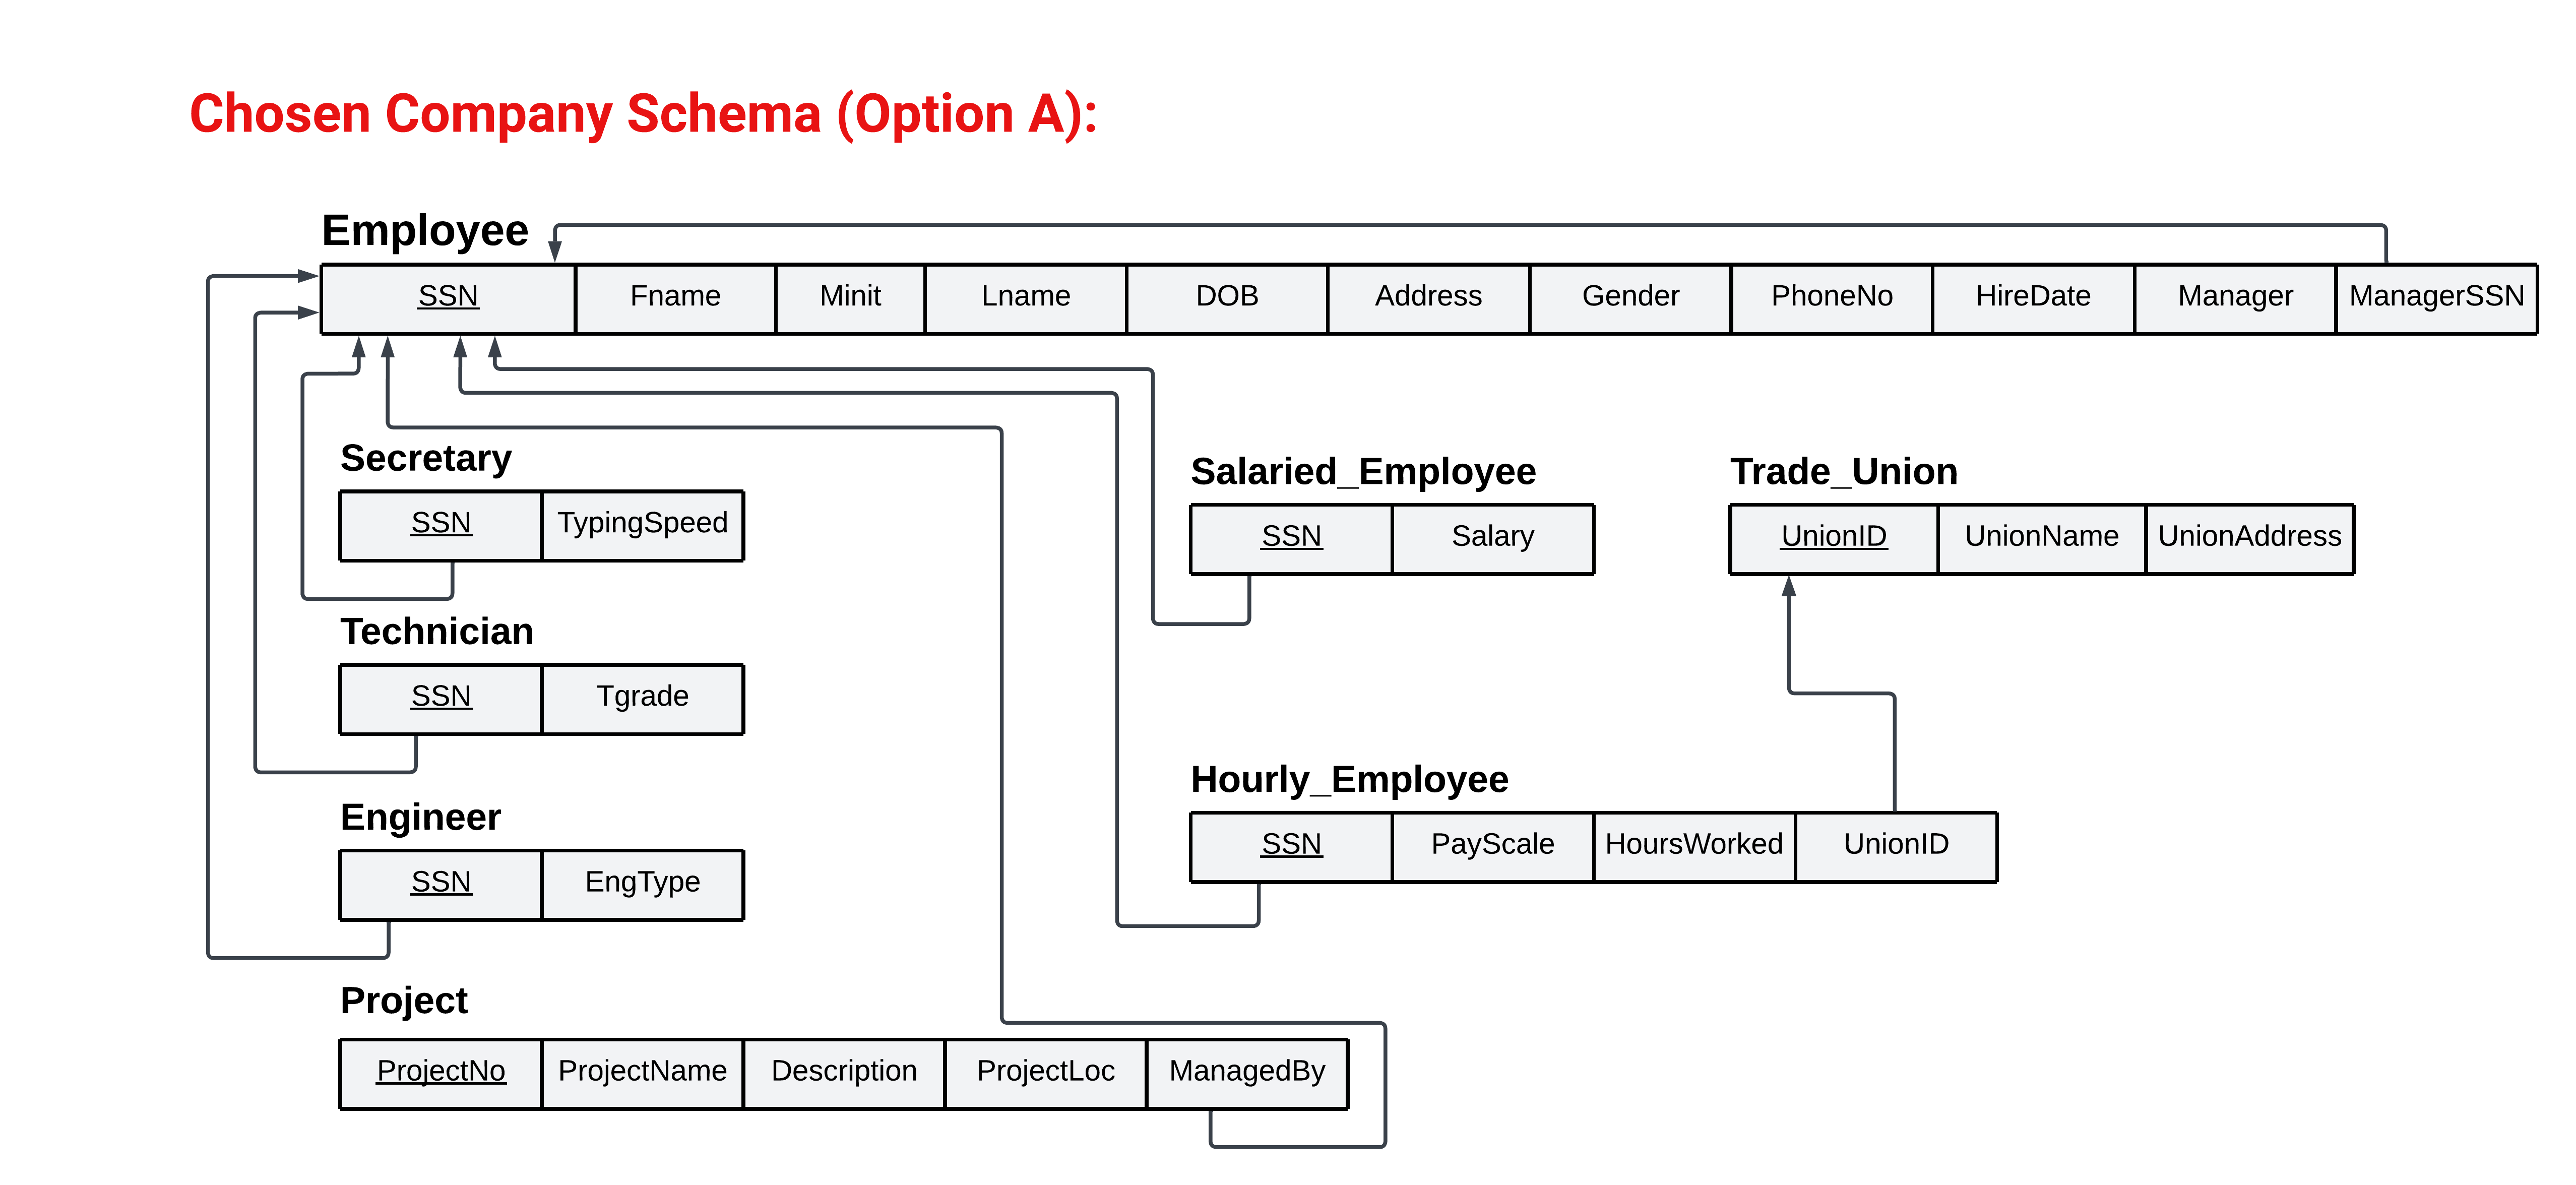 Chosen Company Schema (Option A):
Employee
SSN Fname Minit Lname DOB Address Gender PhoneNo HireDate Manager ManagerSSN
Secretary
SSN TypingSpeed
Salaried_Employee
SSN Salary
Trade_Union
UnionID UnionName UnionAddress
Technician
SSN Tgrade
Hourly_Employee
SSN PayScale HoursWorked UnionID
Engineer
SSN EngType
Project
ProjectNo ProjectName Description ProjectLoc ManagedBy